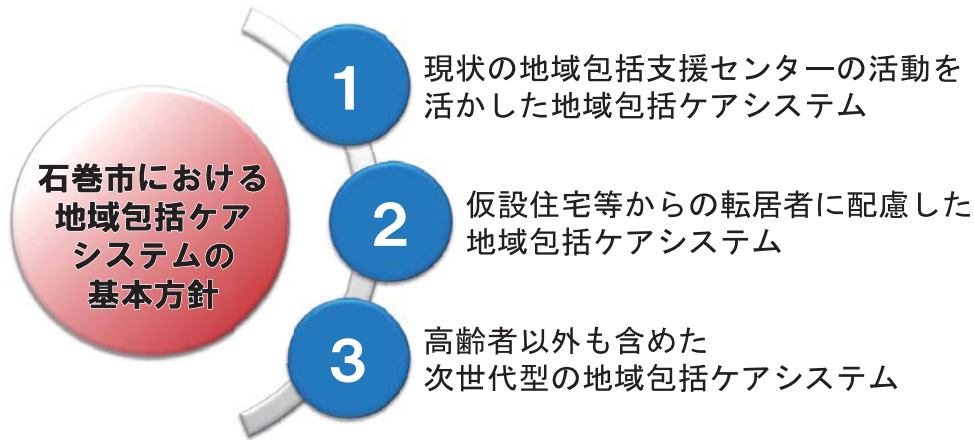 石巻市における
地域包括ケア
システムの
基本方針
1
現状の地域包括支援センターの活動を
活かした地域包括ケアシステム
2
仮設住宅等からの転居者に配慮した
地域包括ケアシステム
3
高齢者以外も含めた
次世代型の地域包括ケアシステム